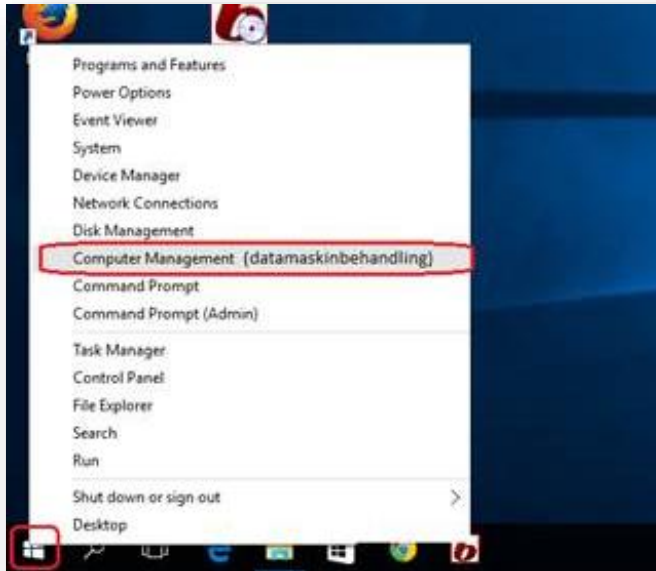 Programs and Features
Power Options
Event Viewer
System
Device Manager
Network Connections
Disk Management
Computer Management (datamaskinbehandling)
Command Prompt
Command Prompt (Admin)
Task Manager
Control Panel
File Explorer
Search
Run
Shut down or sign out
Desktop